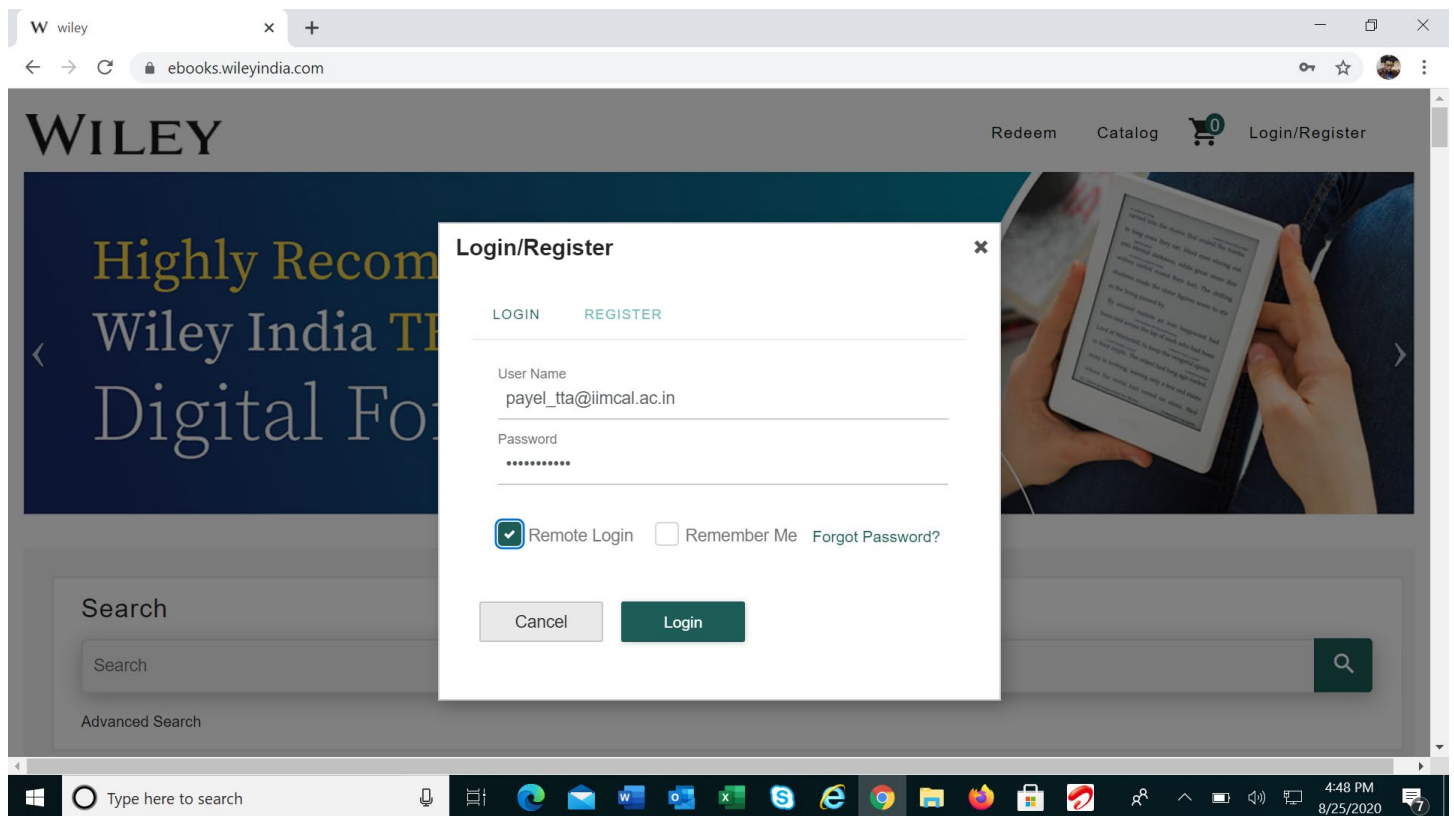 W wiley
ebooks.wileyindia.com
WILEY
Redeem Catalog 0 Login/Register
Highly Recom
Wiley India
Digital Fo
Login/Register
LOGIN REGISTER
User Name
payel_tta@iimcal.ac.in
Password
•••••••••••
Remote Login Remember Me Forgot Password?
Cancel Login
Search
Search
Advanced Search
Type here to search
4:48 PM
8/25/2020
7